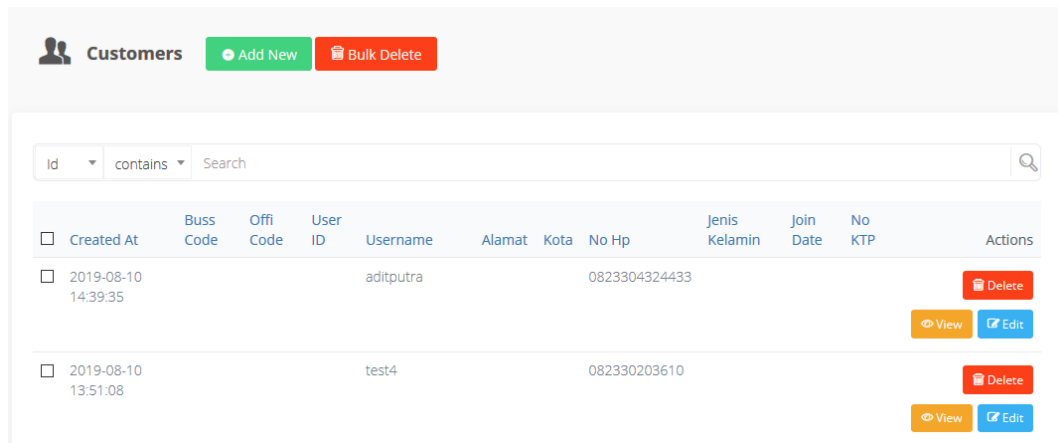 Customers Add New Bulk Delete
Id contains Search
Created At Buss Code Offi Code User ID Username Alamat Kota No Hp Jenis Kelamin Join Date No KTP Actions
2019-08-10 14:39:35 aditputra 0823304324433 Delete
View Edit
2019-08-10 13:51:08 test4 082330203610 Delete
View Edit